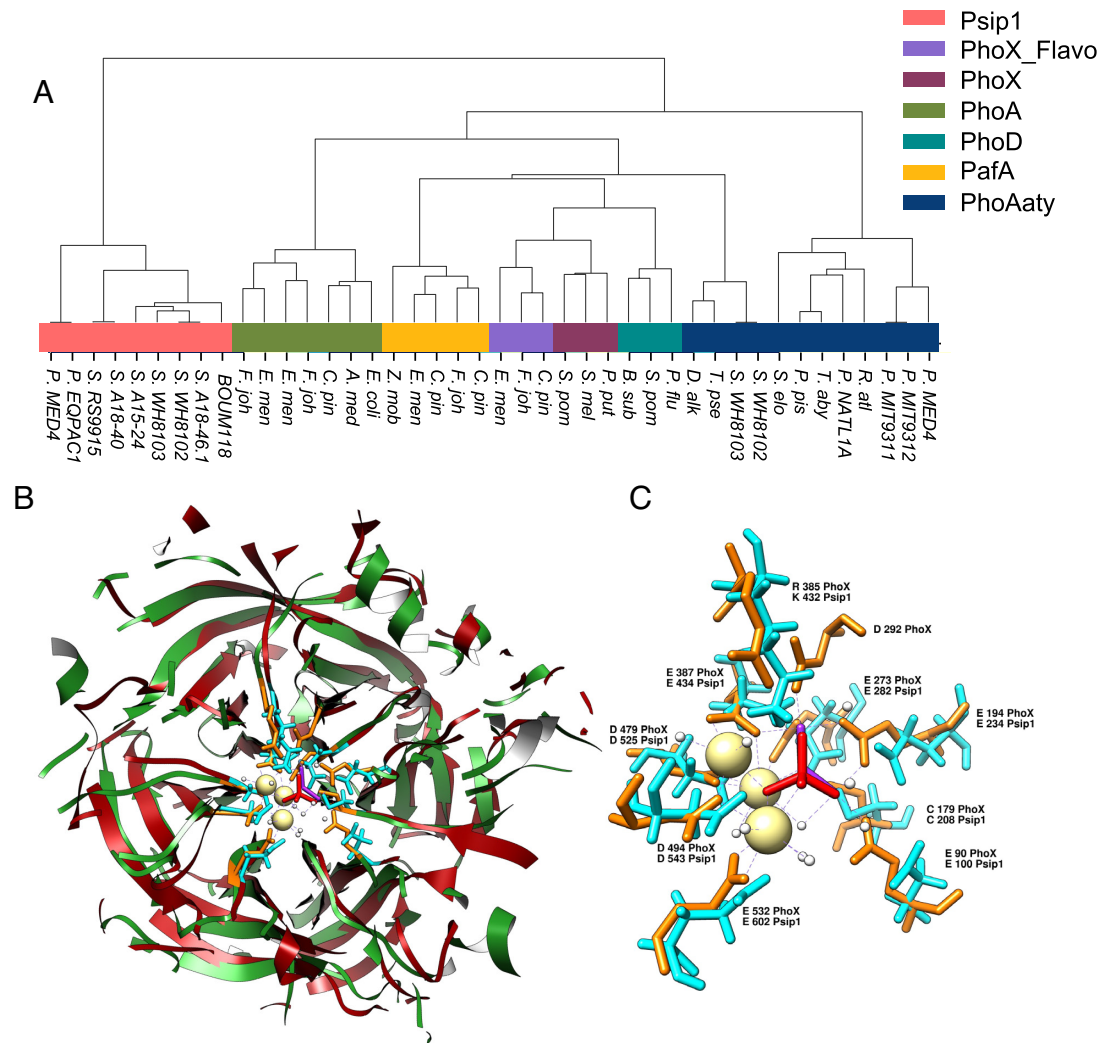 Psip1
PhoX_Flavo
PhoX
PhoA
PhoD
PafA
PhoAaty
A
P. MED4
P. EQPAC1
S. RS9915
S. A18-40
S. A15-24
S. WH8103
S. WH8102
S. A18-46.1
BOUM118
F. joh
E. men
E. men
F. joh
C. pin
A. med
E. coli
Z. mob
E. men
C. pin
F. joh
C. pin
E. men
F. joh
C. pin
S. pom
S. mel
P. put
B. sub
S. pom
P. flu
D. alk
T. pse
S. WH8103
S. WH8102
S. elo
P. pis
T. aby
P. NATL1A
R. atl
P. MIT9311
P. MIT9312
P. MED4
B
C
R 385 PhoX
K 432 Psip1
D 292 PhoX
E 387 PhoX
E 434 Psip1
E 273 PhoX
E 282 Psip1
E 194 PhoX
E 234 Psip1
D 479 PhoX
D 525 Psip1
C 179 PhoX
C 208 Psip1
D 494 PhoX
D 543 Psip1
E 90 PhoX
E 100 Psip1
E 532 PhoX
E 602 Psip1